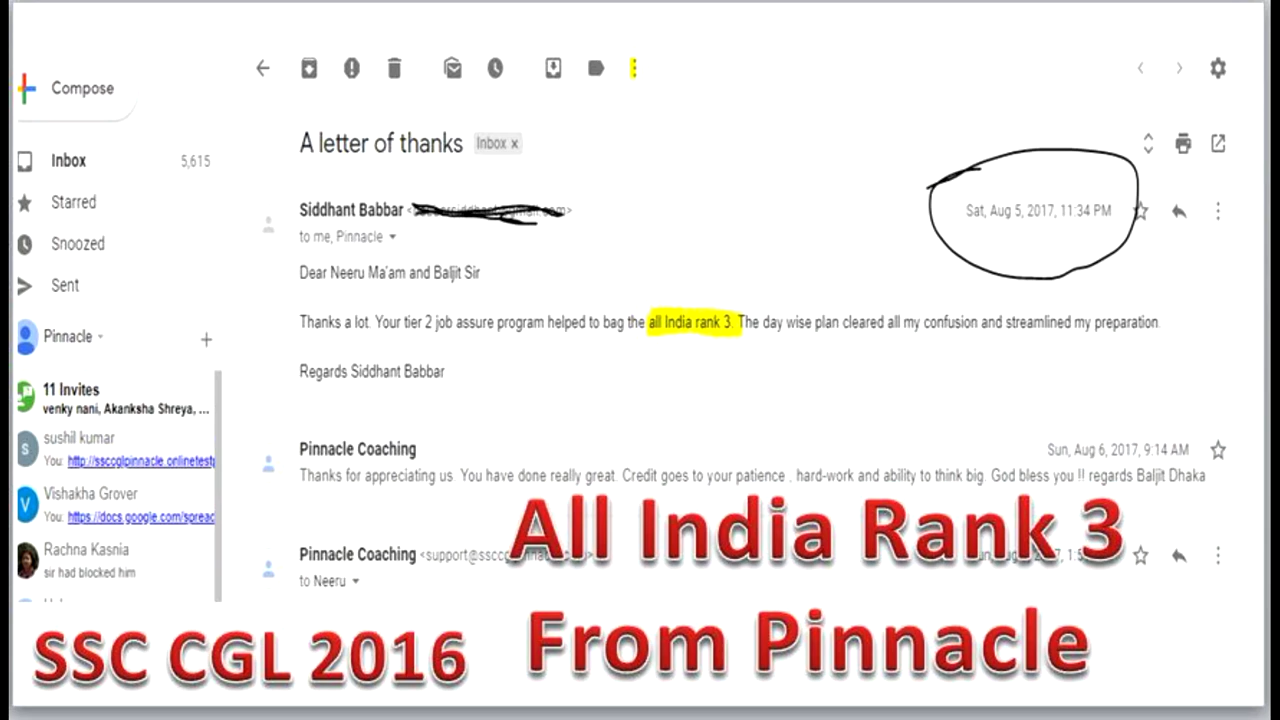 Compose
A letter of thanks Inbox x
Inbox 5,615
Siddhant Babbar Sat, Aug 5, 2017, 11:34 PM
Starred
to me, Pinnacle
Snoozed
Dear Neeru Ma'am and Baljit Sir
Sent
Thanks a lot. Your tier 2 job assure program helped to bag the all India rank 3. The day wise plan cleared all my confusion and streamlined my preparation.
Pinnacle
Regards Siddhant Babbar
11 Invites
venky nani, Akanksha Shreya, ...
sushil kumar
You: http://ssccglpinnacle.onlinetest
Pinnacle Coaching Sun, Aug 6, 2017, 9:14 AM
Thanks for appreciating us. You have done really great. Credit goes to your patience , hard-work and ability to think big. God bless you !! regards Baljit Dhaka
Vishakha Grover
You: https://docs.google.com/spread
Rachna Kasnia
sir had blocked him
Pinnacle Coaching
to Neeru
All India Rank 3
From Pinnacle
SSC CGL 2016